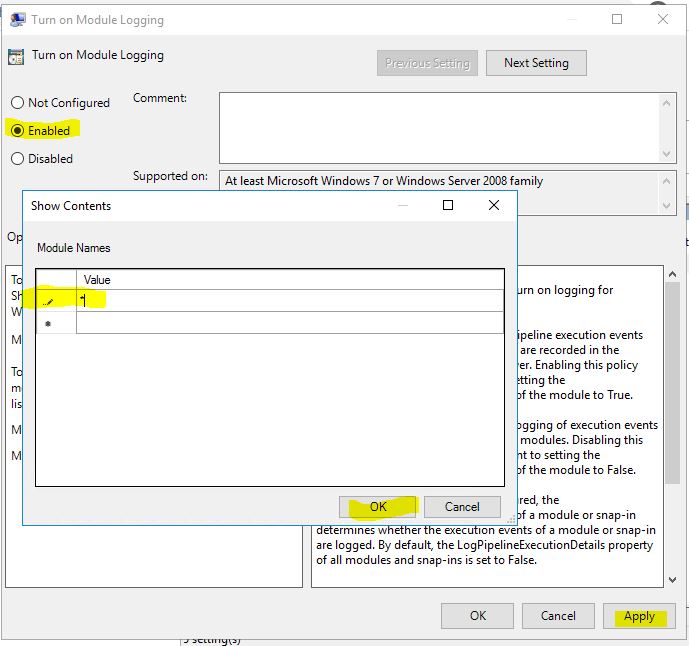 Turn on Module Logging
Turn on Module Logging
Previous Setting
Next Setting
Not Configured
Enabled
Disabled
Comment:
Supported on:
At least Microsoft Windows 7 or Windows Server 2008 family
Show Contents
Module Names
Value
*
OK
Cancel
Op
To
Sh
W
M
To
m
lis
M
M
urn on logging for
ipeline execution events
are recorded in the
ver. Enabling this policy
etting the
of the module to True.
ogging of execution events
modules. Disabling this
nt to setting the
of the module to False.
ured, the
of a module or snap-in
determines whether the execution events of a module or snap-in
are logged. By default, the LogPipelineExecutionDetails property
of all modules and snap-ins is set to False.
OK
Cancel
Apply
setting(s)